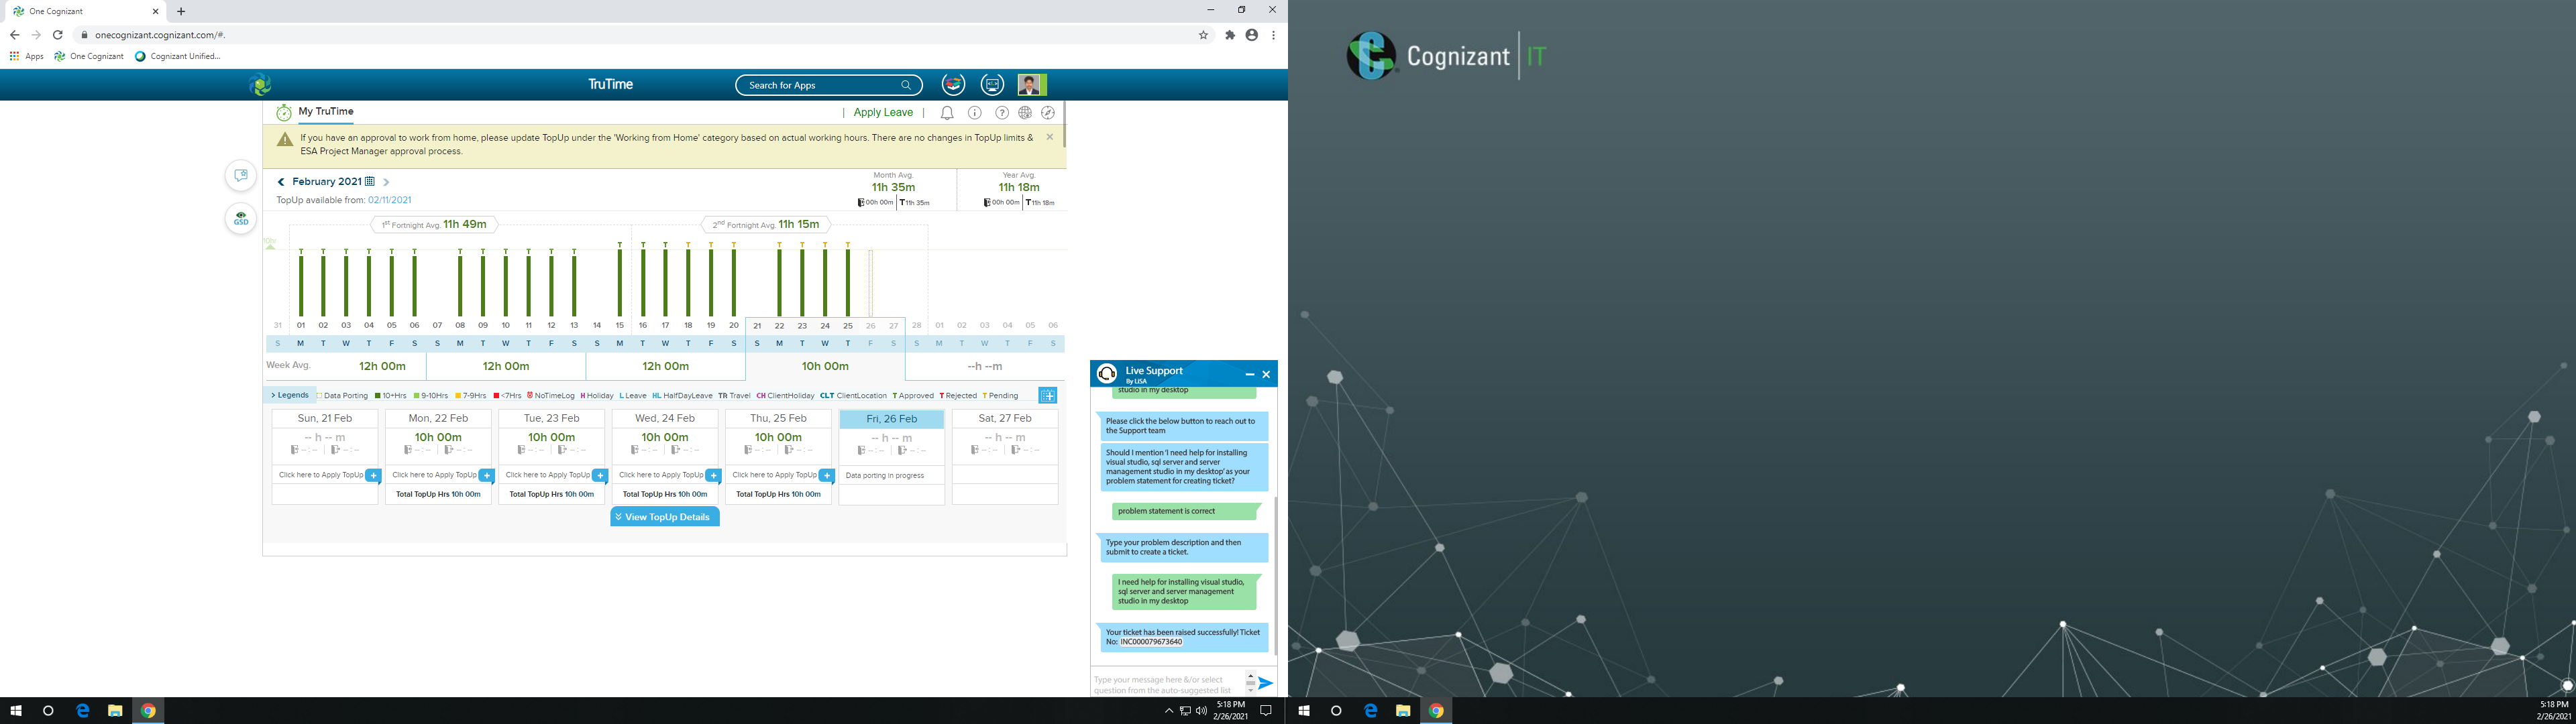 One Cognizant
onecognizant.cognizant.com/#.
Apps One Cognizant Cognizant Unified...
TruTime
Search for Apps
Cognizant IT
My TruTime
| Apply Leave |
If you have an approval to work from home, please update TopUp under the 'Working from Home' category based on actual working hours. There are no changes in TopUp limits &
ESA Project Manager approval process.
GSD
February 2021
TopUp available from: 02/11/2021
Month Avg.
11h 35m
00h 00m T 11h 35m
Year Avg.
11h 18m
00h 00m T 11h 18m
1st Fortnight Avg. 11h 49m
2nd Fortnight Avg. 11h 15m
T T T T T T T T T T T T T T T T T T T T T T
31 01 02 03 04 05 06 07 08 09 10 11 12 13 14 15 16 17 18 19 20 21 22 23 24 25 26 27 28 01 02 03 04 05 06
S M T W T F S S M T W T F S S M T W T F S S M T W T F S S M T W T F S
Week Avg. 12h 00m 12h 00m 12h 00m 10h 00m --h --m
> Legends Data Porting 10+Hrs 9-10Hrs 7-9Hrs <7Hrs NoTimeLog H Holiday L Leave HL HalfDayLeave TR Travel CH ClientHoliday CLT ClientLocation T Approved T Rejected T Pending
Sun, 21 Feb Mon, 22 Feb Tue, 23 Feb Wed, 24 Feb Thu, 25 Feb Fri, 26 Feb Sat, 27 Feb
-- h -- m 10h 00m 10h 00m 10h 00m 10h 00m -- h -- m -- h -- m
-- : -- -- : -- -- : -- -- : -- -- : -- -- : -- -- : -- -- : -- -- : -- -- : -- -- : -- -- : -- -- : -- -- : --
Click here to Apply TopUp + Click here to Apply TopUp + Click here to Apply TopUp + Click here to Apply TopUp + Click here to Apply TopUp + Data porting in progress
Total TopUp Hrs 10h 00m Total TopUp Hrs 10h 00m Total TopUp Hrs 10h 00m Total TopUp Hrs 10h 00m
View TopUp Details
Live Support
By LISA
studio in my desktop
Please click the below button to reach out to
the Support team
Should I mention 'I need help for installing
visual studio, sql server and server
management studio in my desktop' as your
problem statement for creating ticket?
problem statement is correct
Type your problem description and then
submit to create a ticket.
I need help for installing visual studio,
sql server and server management
studio in my desktop
Your ticket has been raised successfully! Ticket
No: INC000079673640
Type your message here &/or select
question from the auto-suggested list
5:18 PM
2/26/2021
5:18 PM
2/26/2021